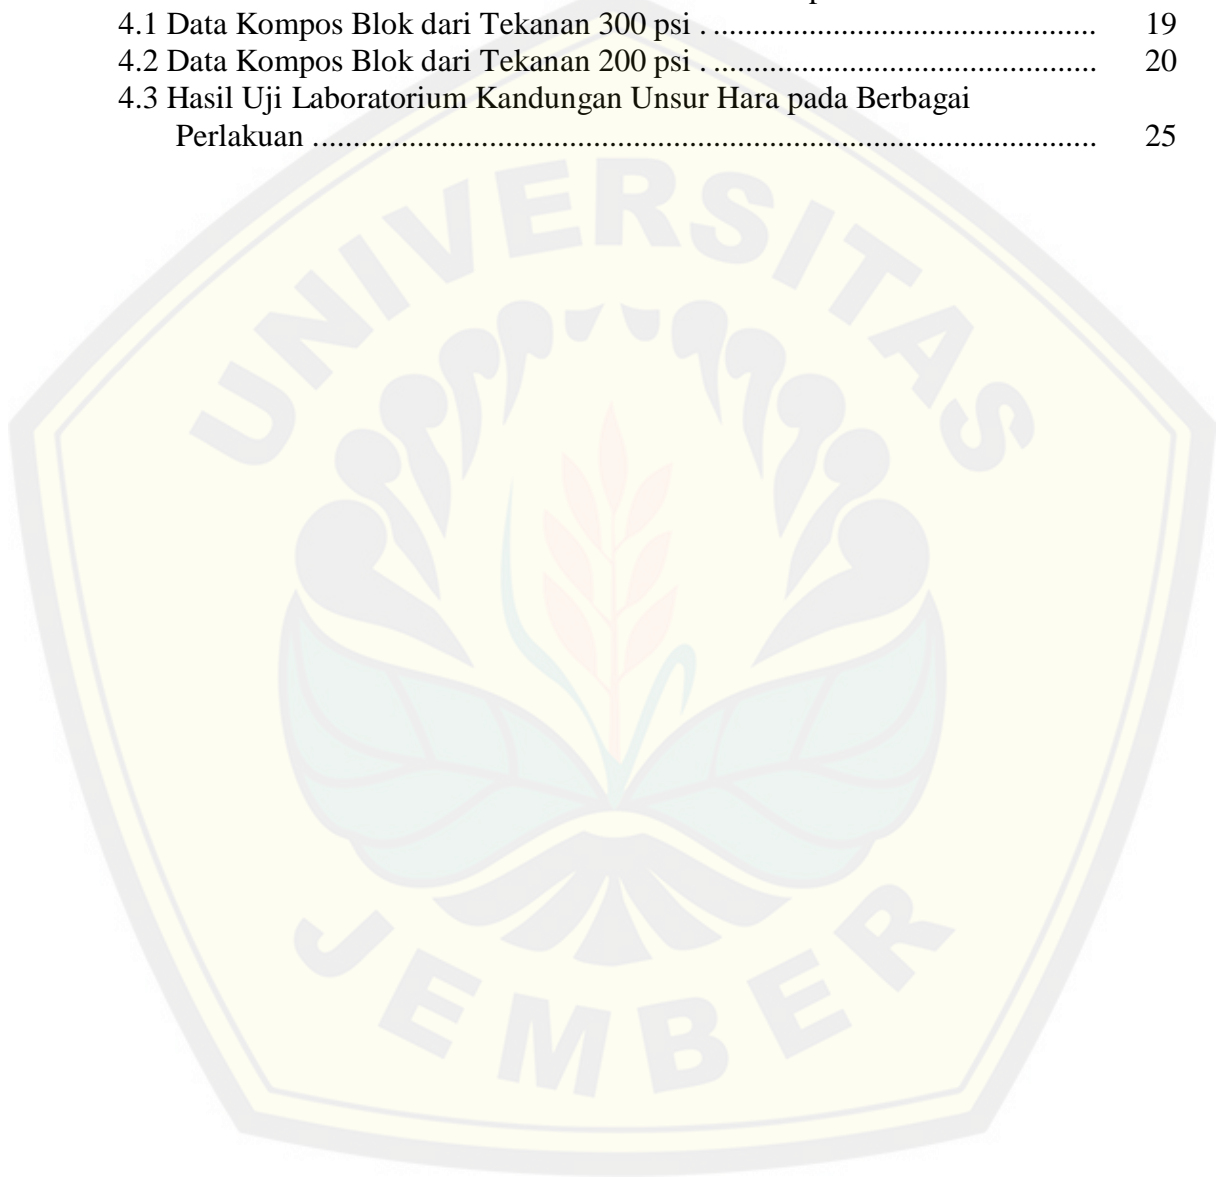 4.1 Data Kompos Blok dari Tekanan 300 psi . ............................................... 19
4.2 Data Kompos Blok dari Tekanan 200 psi . ............................................... 20
4.3 Hasil Uji Laboratorium Kandungan Unsur Hara pada Berbagai
Perlakuan ................................................................................................ 25
UNIVERSITAS
JEMBER